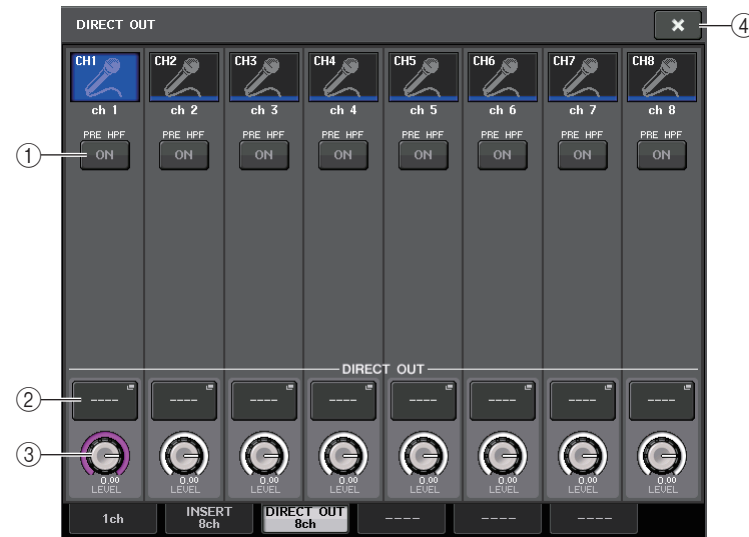 DIRECT OUT
×
④
CH1 CH2 CH3 CH4 CH5 CH6 CH7 CH8
ch 1 ch 2 ch 3 ch 4 ch 5 ch 6 ch 7 ch 8
PRE HPF PRE HPF PRE HPF PRE HPF PRE HPF PRE HPF PRE HPF PRE HPF
① ON ON ON ON ON ON ON ON
DIRECT OUT
② ---- ---- ---- ---- ---- ---- ---- ----
③
0.00 0.00 0.00 0.00 0.00 0.00 0.00 0.00
LEVEL LEVEL LEVEL LEVEL LEVEL LEVEL LEVEL LEVEL
1ch INSERT 8ch DIRECT OUT 8ch ---- ---- ----